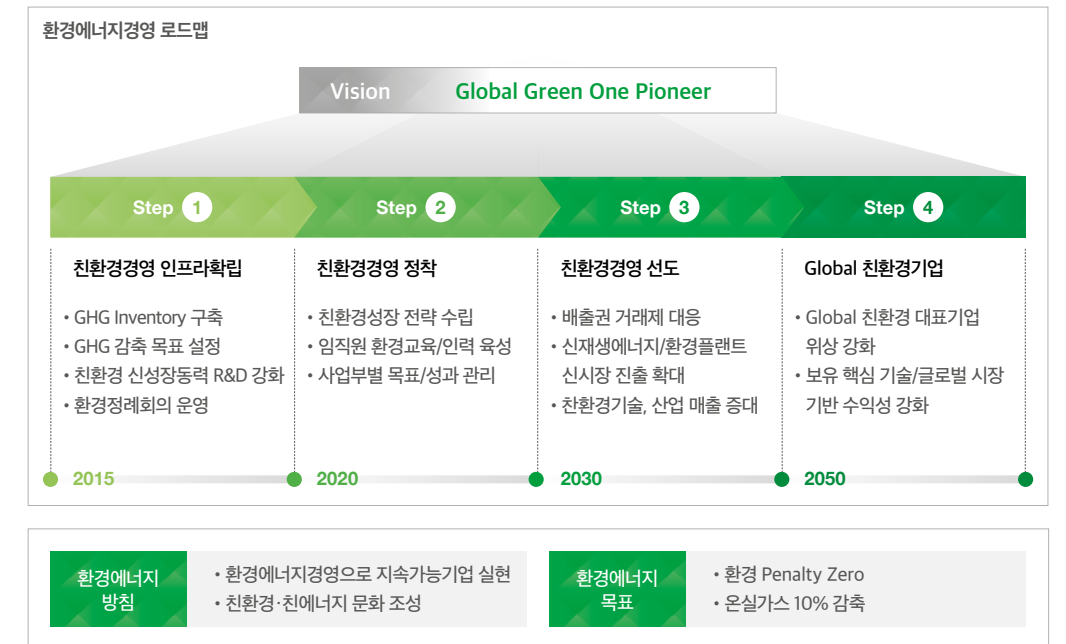 환경에너지경영 로드맵
Vision Global Green One Pioneer
Step 1
Step 2
Step 3
Step 4
친환경경영 인프라확립
• GHG Inventory 구축
• GHG 감축 목표 설정
• 친환경 신성장동력 R&D 강화
• 환경정례회의 운영
2015
친환경경영 정착
• 친환경성장 전략 수립
• 임직원 환경교육/인력 육성
• 사업부별 목표/성과 관리
2020
친환경경영 선도
• 배출권 거래제 대응
• 신재생에너지/환경플랜트
신시장 진출 확대
• 찬환경기술, 산업 매출 증대
2030
Global 친환경기업
• Global 친환경 대표기업
위상 강화
• 보유 핵심 기술/글로벌 시장
기반 수익성 강화
2050
환경에너지
방침
• 환경에너지경영으로 지속가능기업 실현
• 친환경·친에너지 문화 조성
환경에너지
목표
• 환경 Penalty Zero
• 온실가스 10% 감축